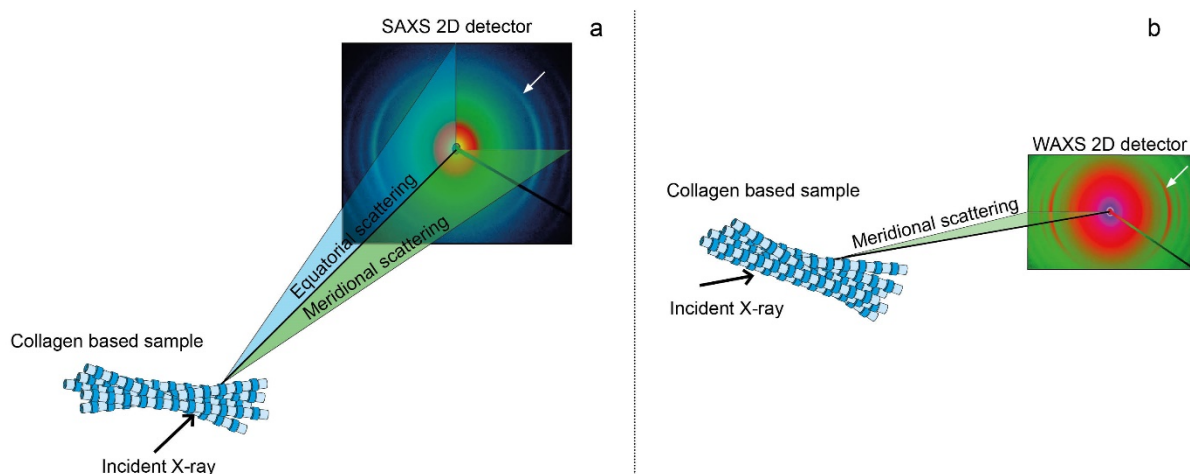 SAXS 2D detector
a
Equatorial scattering
Meridional scattering
Collagen based sample
Incident X-ray
b
WAXS 2D detector
Collagen based sample
Meridional scattering
Incident X-ray